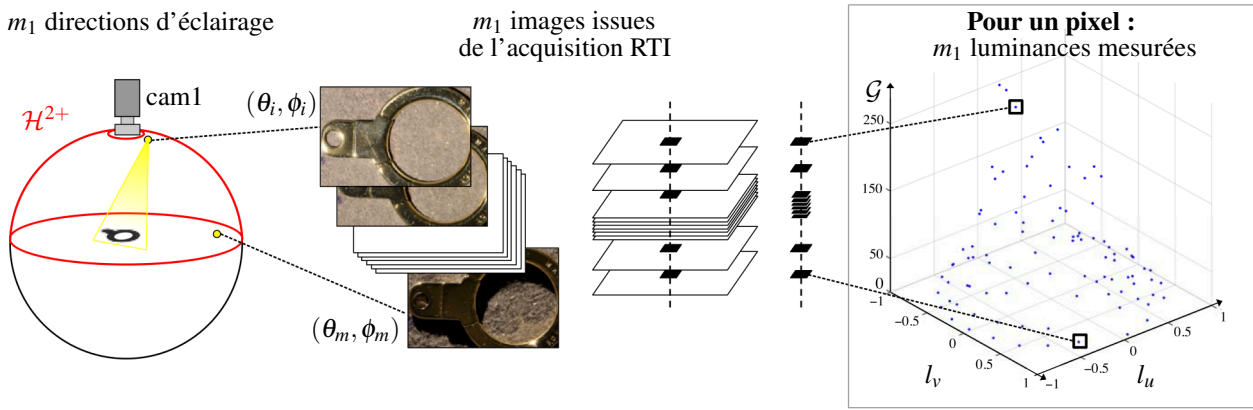 m₁ directions d'éclairage
cam1
ℋ²⁺
(θᵢ, ϕᵢ)
(θₘ, ϕₘ)
m₁ images issues
de l'acquisition RTI
Pour un pixel :
m₁ luminances mesurées
𝒢
250
150
50
0
−1
−0.5
0
0.5
1
l_v
−1
−0.5
0
0.5
1
l_u